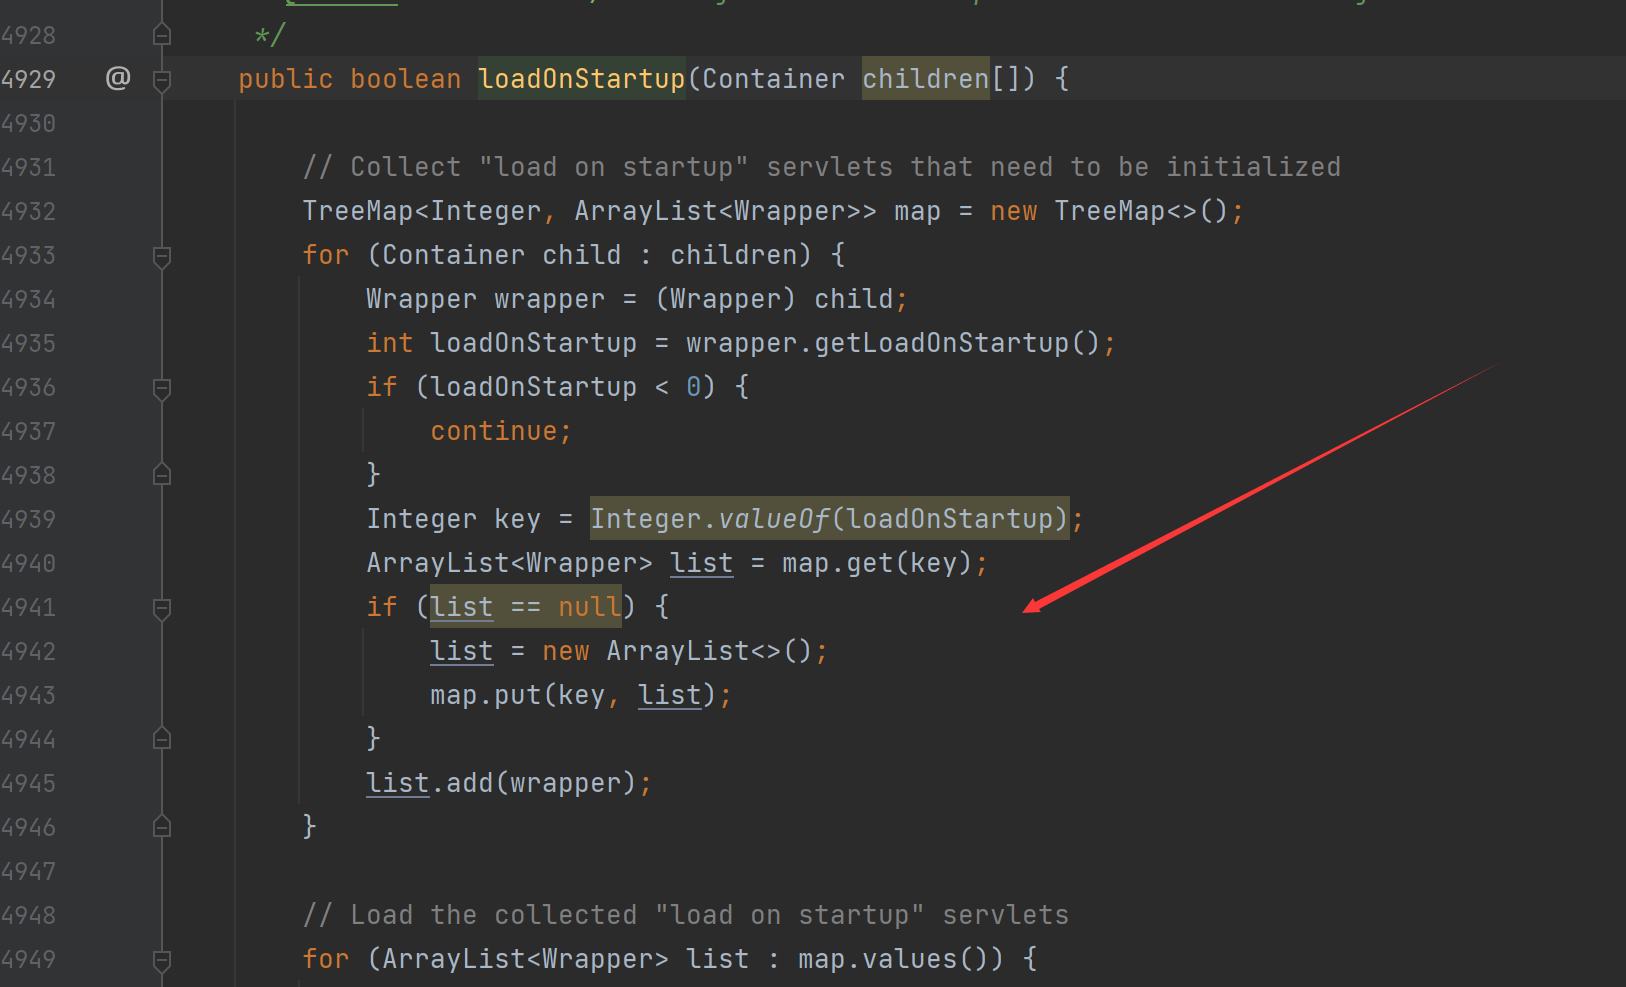 4928 */
4929 @ public boolean loadOnStartup(Container children[]) {
4930
4931 // Collect "load on startup" servlets that need to be initialized
4932 TreeMap<Integer, ArrayList<Wrapper>> map = new TreeMap<>();
4933 for (Container child : children) {
4934 Wrapper wrapper = (Wrapper) child;
4935 int loadOnStartup = wrapper.getLoadOnStartup();
4936 if (loadOnStartup < 0) {
4937 continue;
4938 }
4939 Integer key = Integer.valueOf(loadOnStartup);
4940 ArrayList<Wrapper> list = map.get(key);
4941 if (list == null) {
4942 list = new ArrayList<>();
4943 map.put(key, list);
4944 }
4945 list.add(wrapper);
4946 }
4947
4948 // Load the collected "load on startup" servlets
4949 for (ArrayList<Wrapper> list : map.values()) {